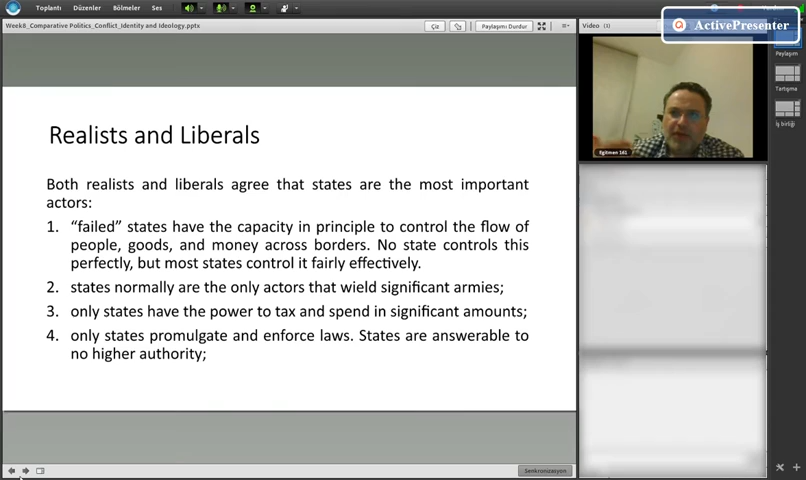 Toplantı Düzenler Bölmeler Ses
Week8_Comparative Politics_Conflict_Identity and Ideology.pptx
Çiz
Paylaşımı Durdur
Video (1)
ActivePresenter
Paylaşım
Tartışma
İş birliği
Eğitmen 161
Realists and Liberals
Both realists and liberals agree that states are the most important
actors:
1. “failed” states have the capacity in principle to control the flow of
people, goods, and money across borders. No state controls this
perfectly, but most states control it fairly effectively.
2. states normally are the only actors that wield significant armies;
3. only states have the power to tax and spend in significant amounts;
4. only states promulgate and enforce laws. States are answerable to
no higher authority;
Senkronizasyon